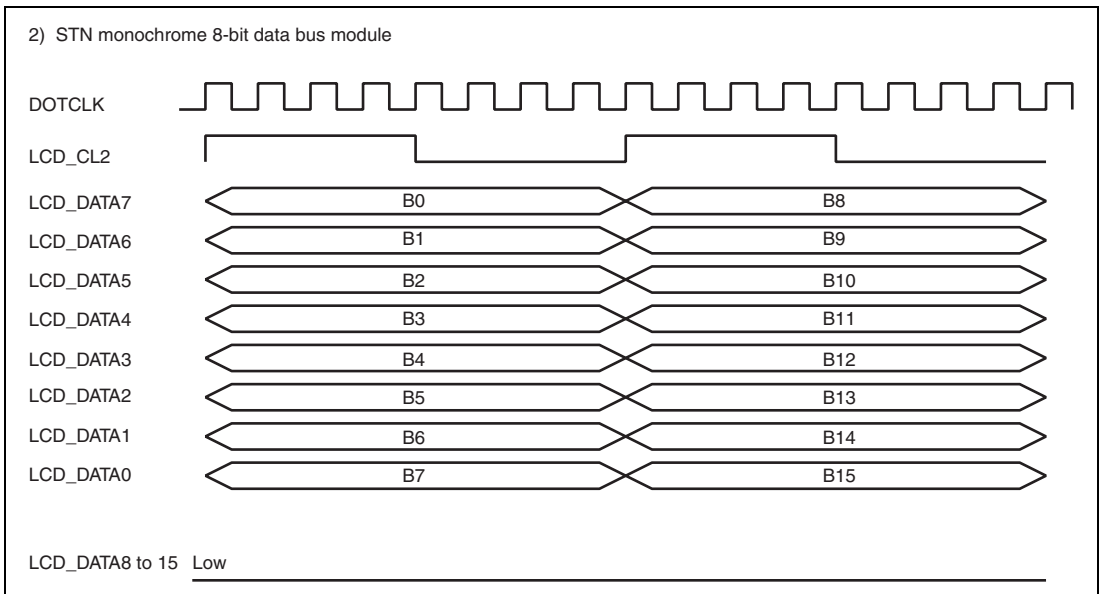 2) STN monochrome 8-bit data bus module
DOTCLK
LCD_CL2
LCD_DATA7 B0 B8
LCD_DATA6 B1 B9
LCD_DATA5 B2 B10
LCD_DATA4 B3 B11
LCD_DATA3 B4 B12
LCD_DATA2 B5 B13
LCD_DATA1 B6 B14
LCD_DATA0 B7 B15
LCD_DATA8 to 15 Low